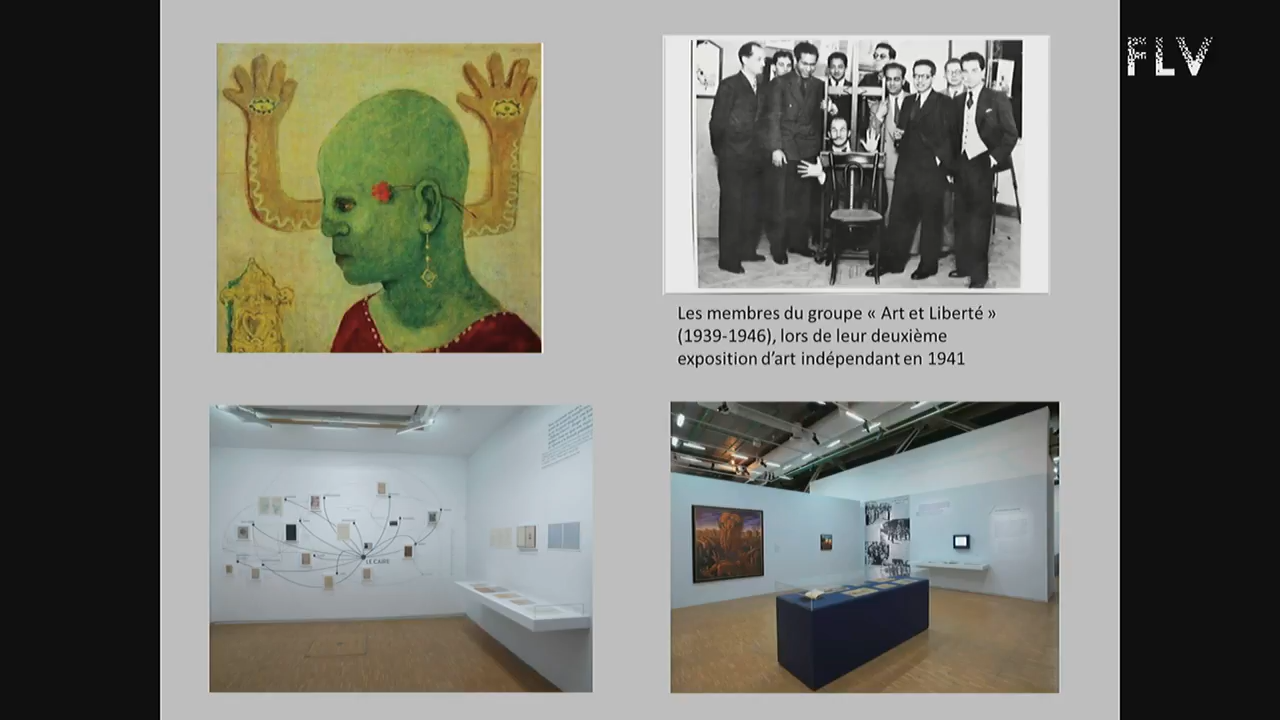 FLV
Les membres du groupe « Art et Liberté »
(1939-1946), lors de leur deuxième
exposition d’art indépendant en 1941
LE CAIRE